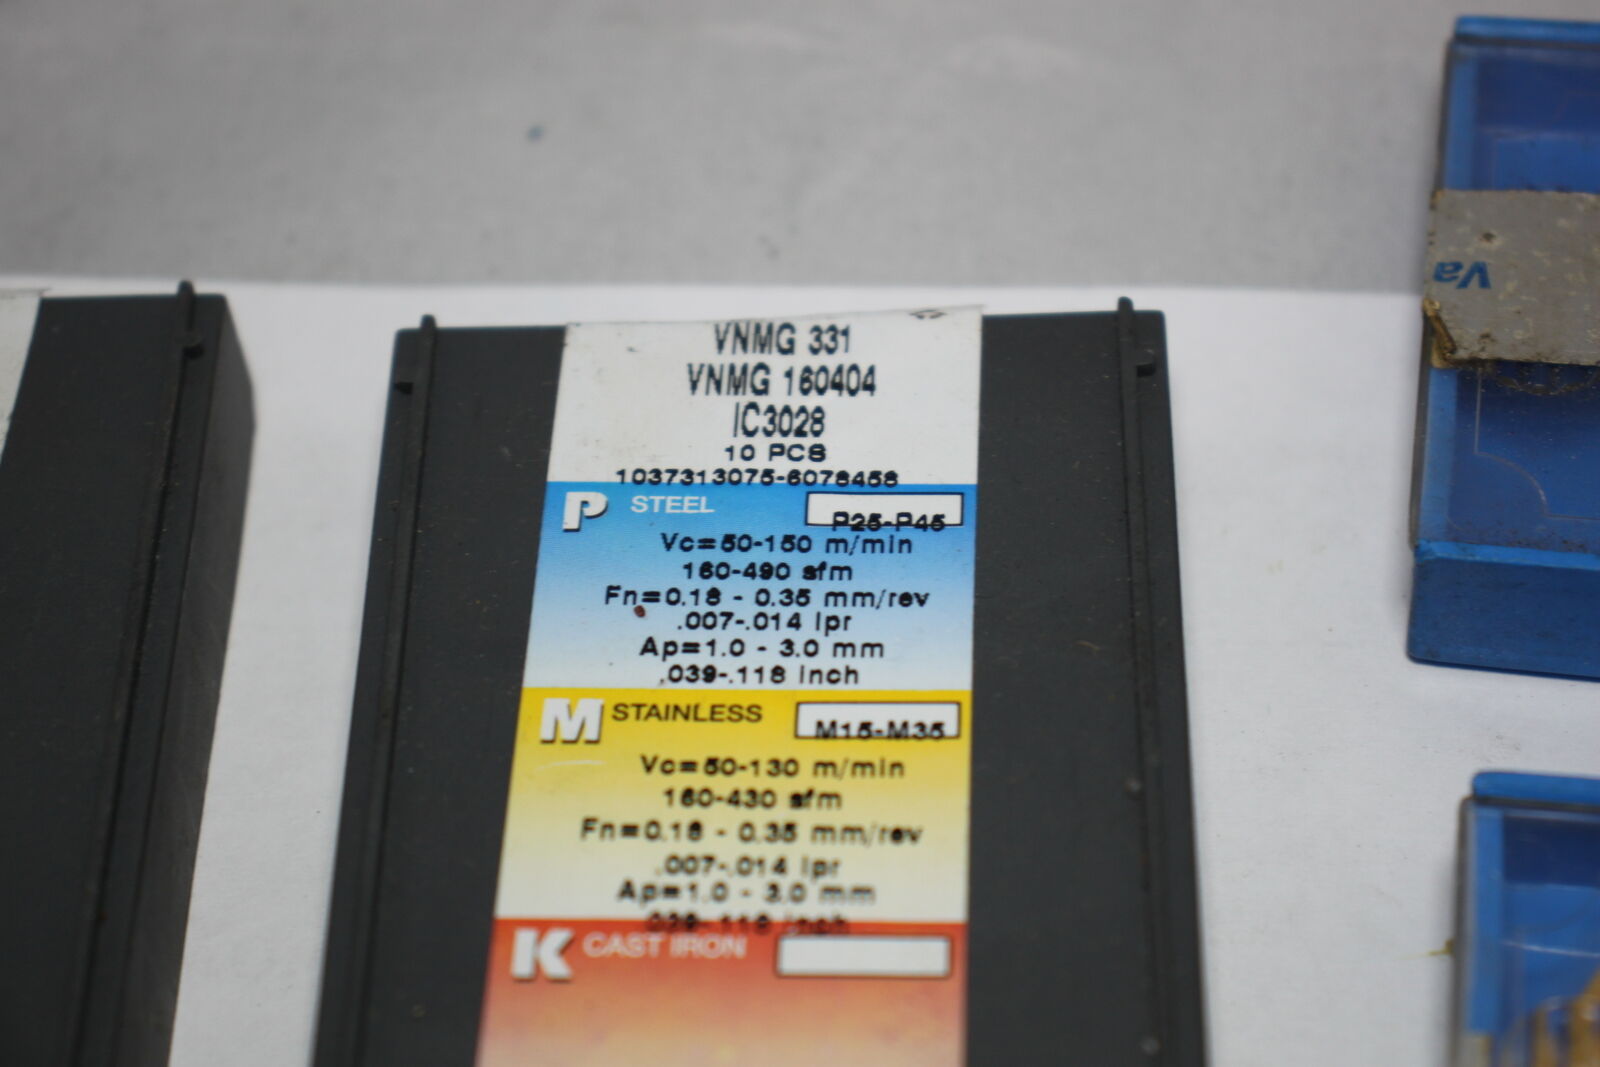 VNMG 331
VNMG 160404
IC3028
10 PCS
1037313075-6078458
P STEEL P25-P45
Vc=50-150 m/min
160-490 sfm
Fn=0.18 - 0.35 mm/rev
.007-.014 ipr
Ap=1.0 - 3.0 mm
.039-.118 inch
M STAINLESS M15-M35
Vc=50-130 m/min
160-430 sfm
Fn=0.18 - 0.35 mm/rev
.007-.014 ipr
Ap=1.0 - 3.0 mm
.039-.118 inch
K CAST IRON
Va